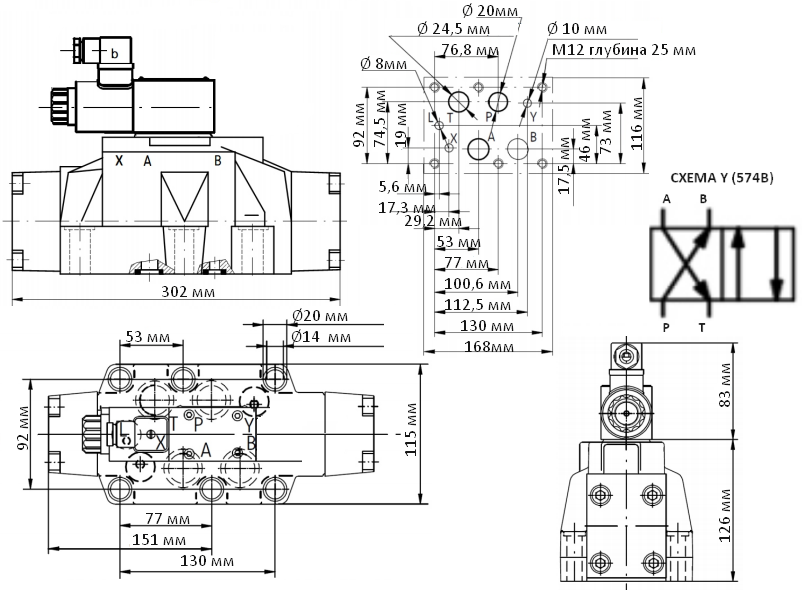 b
X A B
302 мм
Ø 20мм
Ø 24,5 мм
Ø 10 мм
76,8 мм
М12 глубина 25 мм
Ø 8мм
L T P Y
X A B
92 мм
74,5 мм
19 мм
46 мм
73 мм
116 мм
17,5 мм
5,6 мм
17,3 мм
29,2 мм
53 мм
77 мм
100,6 мм
112,5 мм
130 мм
168мм
СХЕМА Y (574В)
A B
P T
Ø20 мм
Ø14 мм
53 мм
92 мм
115 мм
T P Y
X A B
77 мм
151 мм
130 мм
83 мм
126 мм